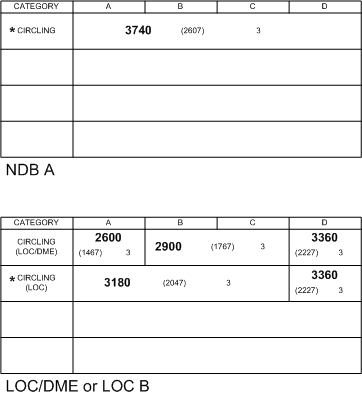 CATEGORY A B C D
* CIRCLING 3740 (2607) 3
NDB A
CATEGORY A B C D
CIRCLING (LOC/DME) 2600 (1467) 3 2900 (1767) 3 3360 (2227) 3
* CIRCLING (LOC) 3180 (2047) 3 3360 (2227) 3
LOC/DME or LOC B